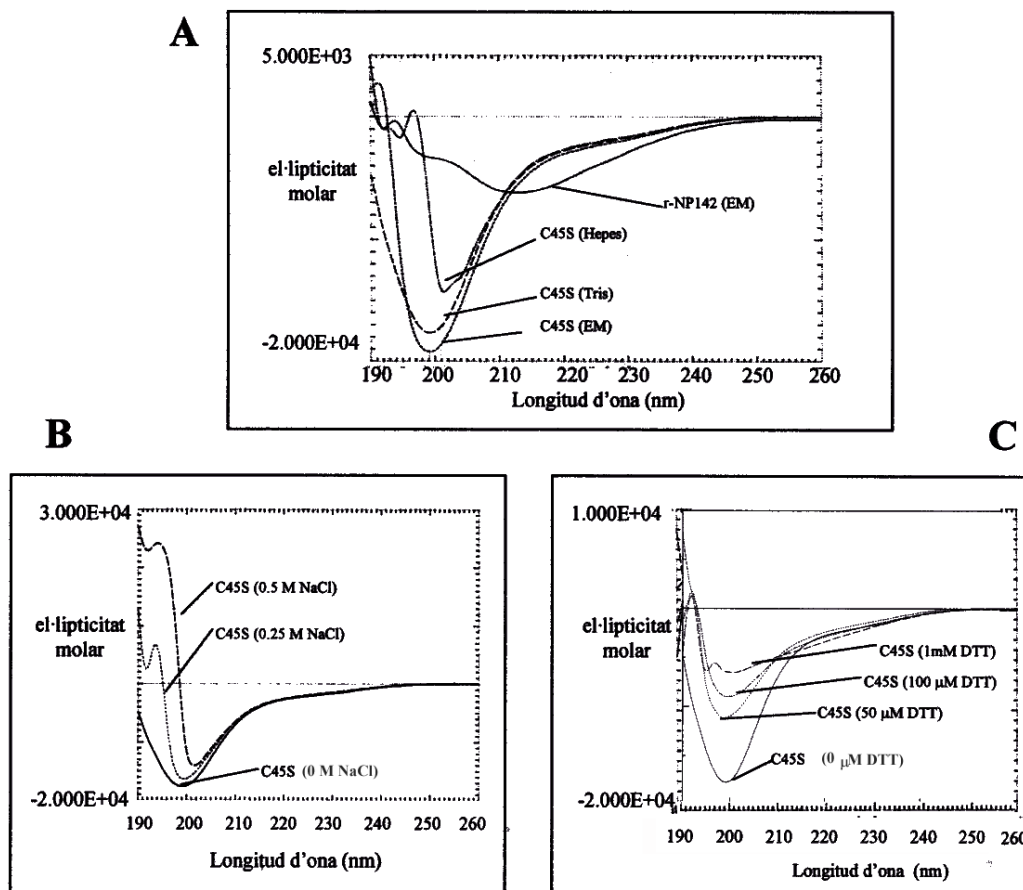 A
5.000E+03
el·lipticitat
molar
r-NP142 (EM)
C45S (Hepes)
C45S (Tris)
C45S (EM)
-2.000E+04
190 200 210 220 230 240 250 260
Longitud d'ona (nm)
B
3.000E+04
C45S (0.5 M NaCl)
el·lipticitat
molar
C45S (0.25 M NaCl)
C45S (0 M NaCl)
-2.000E+04
190 200 210 220 230 240 250 260
Longitud d'ona (nm)
C
1.000E+04
el·lipticitat
molar
C45S (1mM DTT)
C45S (100 µM DTT)
C45S (50 µM DTT)
C45S (0 µM DTT)
-2.000E+04
190 200 210 220 230 240 250 260
Longitud d'ona (nm)